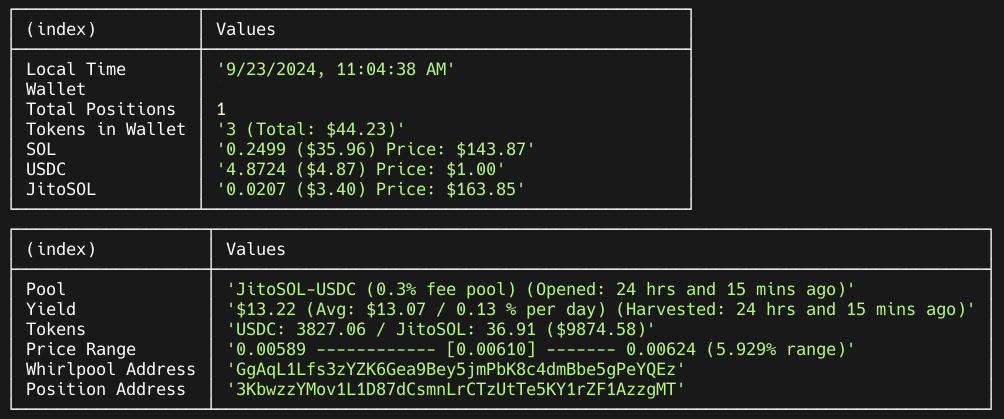 (index) Values
Local Time '9/23/2024, 11:04:38 AM'
Wallet
Total Positions 1
Tokens in Wallet '3 (Total: $44.23)'
SOL '0.2499 ($35.96) Price: $143.87'
USDC '4.8724 ($4.87) Price: $1.00'
JitoSOL '0.0207 ($3.40) Price: $163.85'
(index) Values
Pool 'JitoSOL-USDC (0.3% fee pool) (Opened: 24 hrs and 15 mins ago)'
Yield '$13.22 (Avg: $13.07 / 0.13 % per day) (Harvested: 24 hrs and 15 mins ago)'
Tokens 'USDC: 3827.06 / JitoSOL: 36.91 ($9874.58)'
Price Range '0.00589 ------------ [0.00610] ------- 0.00624 (5.929% range)'
Whirlpool Address 'GgAqL1Lfs3zYZK6Gea9Bey5jmPbK8c4dmBbe5gPeYQEz'
Position Address '3KbwzzYMov1L1D87dCsmnLrCTzUtTe5KY1rZF1AzzgMT'